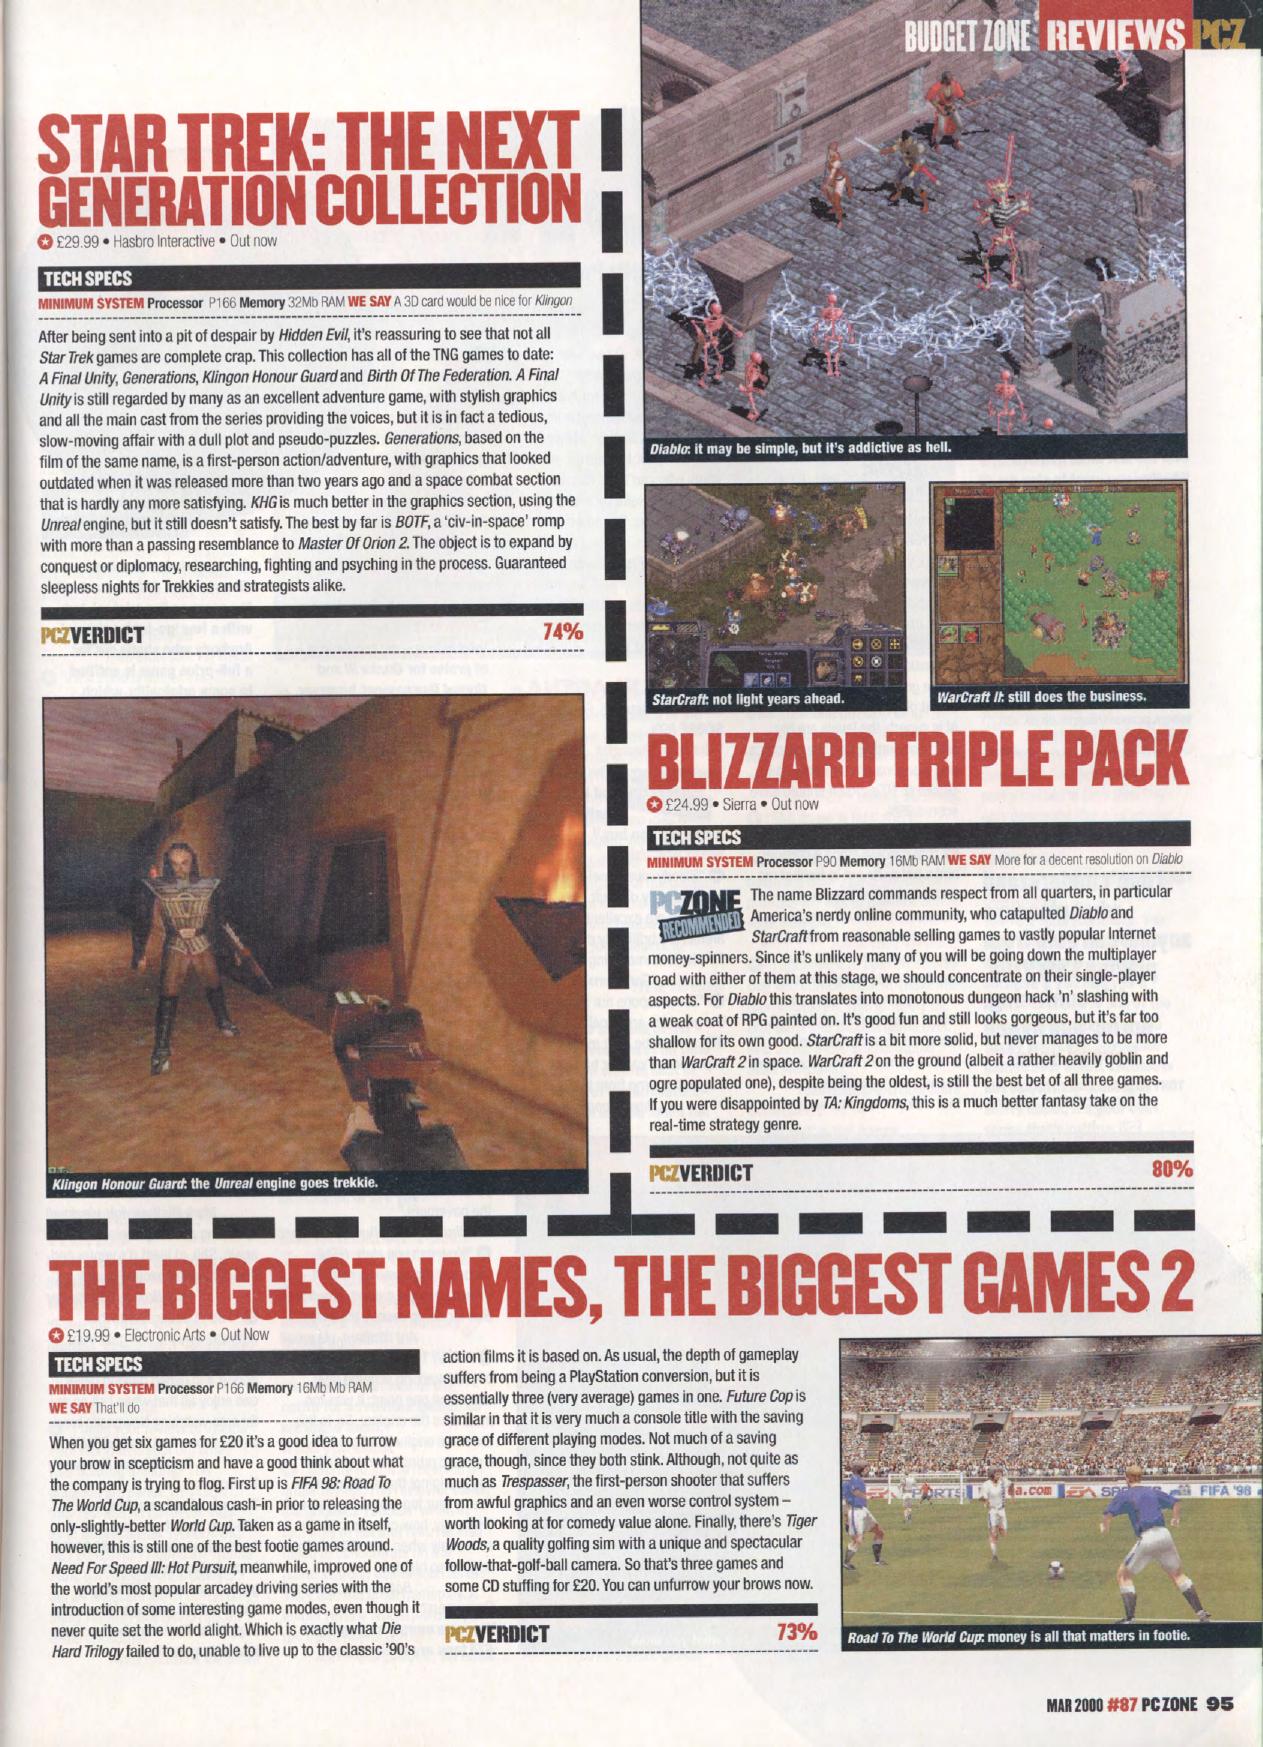 BUDGET ZONE REVIEWS PCZ
STAR TREK: THE NEXT
GENERATION COLLECTION
£29.99 • Hasbro Interactive • Out now
TECH SPECS
MINIMUM SYSTEM Processor P166 Memory 32Mb RAM WE SAY A 3D card would be nice for Klingon
After being sent into a pit of despair by Hidden Evil, it's reassuring to see that not all
Star Trek games are complete crap. This collection has all of the TNG games to date:
A Final Unity, Generations, Klingon Honour Guard and Birth Of The Federation. A Final
Unity is still regarded by many as an excellent adventure game, with stylish graphics
and all the main cast from the series providing the voices, but it is in fact a tedious,
slow-moving affair with a dull plot and pseudo-puzzles. Generations, based on the
film of the same name, is a first-person action/adventure, with graphics that looked
outdated when it was released more than two years ago and a space combat section
that is hardly any more satisfying. KHG is much better in the graphics section, using the
Unreal engine, but it still doesn't satisfy. The best by far is BOTF, a 'civ-in-space' romp
with more than a passing resemblance to Master Of Orion 2. The object is to expand by
conquest or diplomacy, researching, fighting and psyching in the process. Guaranteed
sleepless nights for Trekkies and strategists alike.
PCZVERDICT 74%
Klingon Honour Guard: the Unreal engine goes trekkie.
Diablo: it may be simple, but it's addictive as hell.
StarCraft: not light years ahead.
WarCraft II: still does the business.
BLIZZARD TRIPLE PACK
£24.99 • Sierra • Out now
TECH SPECS
MINIMUM SYSTEM Processor P90 Memory 16Mb RAM WE SAY More for a decent resolution on Diablo
PCZONE
RECOMMENDED
The name Blizzard commands respect from all quarters, in particular
America's nerdy online community, who catapulted Diablo and
StarCraft from reasonable selling games to vastly popular Internet
money-spinners. Since it's unlikely many of you will be going down the multiplayer
road with either of them at this stage, we should concentrate on their single-player
aspects. For Diablo this translates into monotonous dungeon hack 'n' slashing with
a weak coat of RPG painted on. It's good fun and still looks gorgeous, but it's far too
shallow for its own good. StarCraft is a bit more solid, but never manages to be more
than WarCraft 2 in space. WarCraft 2 on the ground (albeit a rather heavily goblin and
ogre populated one), despite being the oldest, is still the best bet of all three games.
If you were disappointed by TA: Kingdoms, this is a much better fantasy take on the
real-time strategy genre.
PCZVERDICT 80%
THE BIGGEST NAMES, THE BIGGEST GAMES 2
£19.99 • Electronic Arts • Out Now
TECH SPECS
MINIMUM SYSTEM Processor P166 Memory 16Mb Mb RAM
WE SAY That'll do
When you get six games for £20 it's a good idea to furrow
your brow in scepticism and have a good think about what
the company is trying to flog. First up is FIFA 98: Road To
The World Cup, a scandalous cash-in prior to releasing the
only-slightly-better World Cup. Taken as a game in itself,
however, this is still one of the best footie games around.
Need For Speed III: Hot Pursuit, meanwhile, improved one of
the world's most popular arcadey driving series with the
introduction of some interesting game modes, even though it
never quite set the world alight. Which is exactly what Die
Hard Trilogy failed to do, unable to live up to the classic '90's
action films it is based on. As usual, the depth of gameplay
suffers from being a PlayStation conversion, but it is
essentially three (very average) games in one. Future Cop is
similar in that it is very much a console title with the saving
grace of different playing modes. Not much of a saving
grace, though, since they both stink. Although, not quite as
much as Trespasser, the first-person shooter that suffers
from awful graphics and an even worse control system –
worth looking at for comedy value alone. Finally, there's Tiger
Woods, a quality golfing sim with a unique and spectacular
follow-that-golf-ball camera. So that's three games and
some CD stuffing for £20. You can unfurrow your brows now.
PCZVERDICT 73%
EA SPORTS a.com EA SPORTS FIFA '98
Road To The World Cup: money is all that matters in footie.
MAR 2000 #87 PC ZONE 95